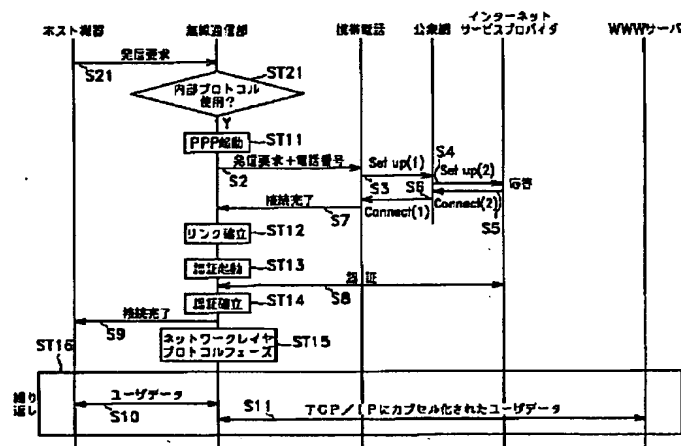 ホスト機器
無線通信部
携帯電話
公衆網
インターネット
サービスプロバイダ
WWWサーバ
発信要求
S21
ST21
内部プロトコル
使用?
Y
PPP起動
ST11
発信要求+電話番号
S2
Set up(1)
S3
S4
Set up(2)
応答
S6
Connect(2)
S5
接続完了
S7
Connect(1)
リンク確立
ST12
認証起動
ST13
認証
S8
認証確立
ST14
接続完了
S9
ネットワークレイヤ
プロトコルフェーズ
ST15
ST16
繰り
返し
ユーザデータ
S10
S11
TCP/IPにカプセル化されたユーザデータ